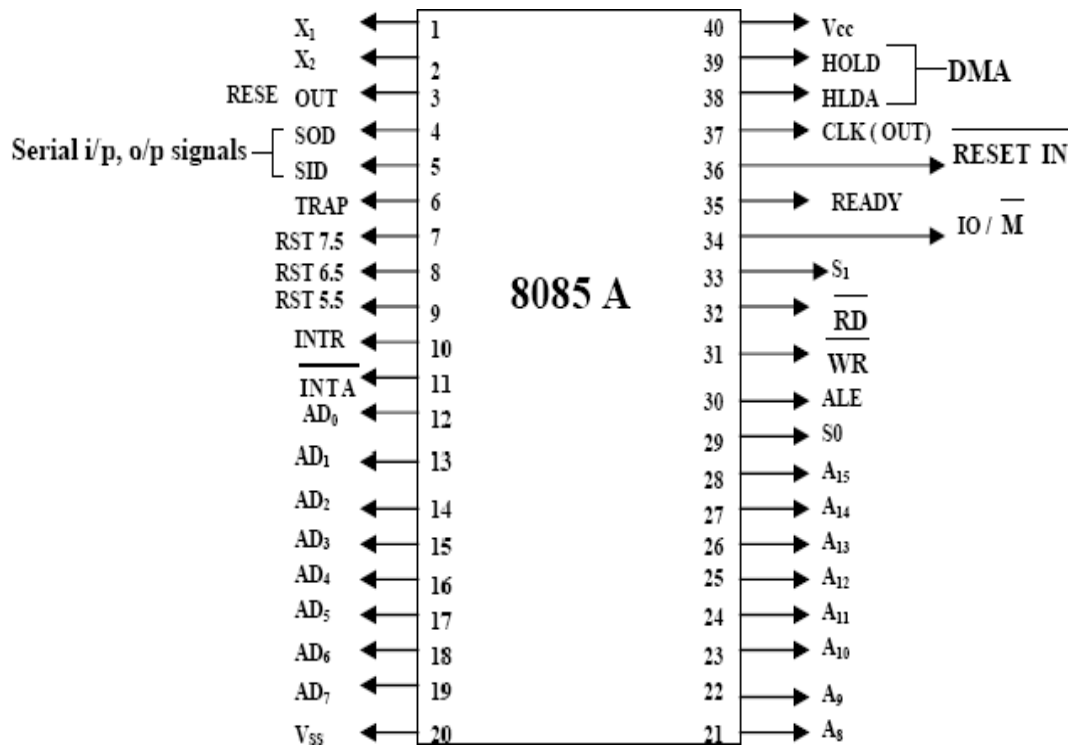 X₁ 1 40 Vcc
X₂ 2 39 HOLD
DMA
RESE OUT 3 38 HLDA
SOD 4 37 CLK ( OUT)
Serial i/p, o/p signals
SID 5 36 RESET IN
TRAP 6 35 READY
RST 7.5 7 34 IO / M
RST 6.5 8 33 S₁
8085 A
RST 5.5 9 32 RD
INTR 10 31 WR
INTA 11 30 ALE
AD₀ 12 29 S0
AD₁ 13 28 A₁₅
AD₂ 14 27 A₁₄
AD₃ 15 26 A₁₃
AD₄ 16 25 A₁₂
AD₅ 17 24 A₁₁
AD₆ 18 23 A₁₀
AD₇ 19 22 A₉
Vss 20 21 A₈